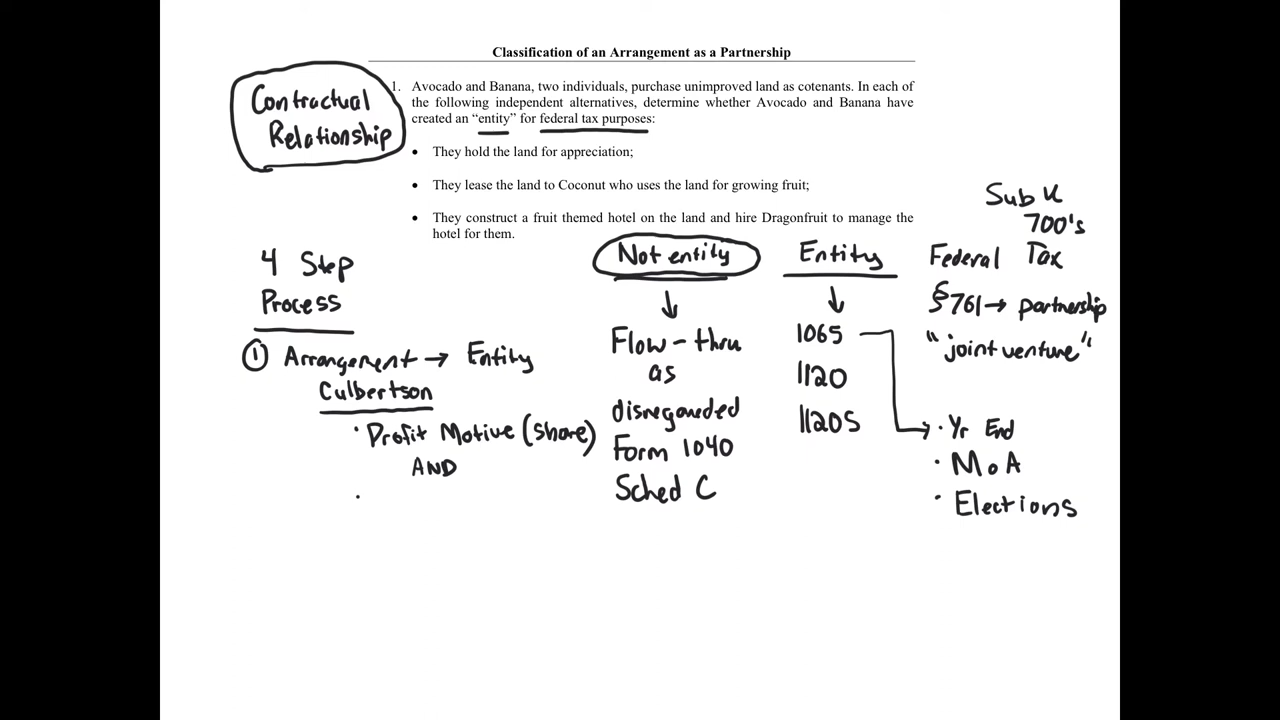 Classification of an Arrangement as a Partnership
Contractual
Relationship
1. Avocado and Banana, two individuals, purchase unimproved land as cotenants. In each of
the following independent alternatives, determine whether Avocado and Banana have
created an “entity” for federal tax purposes:
• They hold the land for appreciation;
• They lease the land to Coconut who uses the land for growing fruit;
• They construct a fruit themed hotel on the land and hire Dragonfruit to manage the
hotel for them.
4 Step
Process
① Arrangement → Entity
Culbertson
• Profit Motive (share)
AND
•
Not entity
↓
Flow-thru
as
disregarded
Form 1040
Sched C
Entity
↓
1065
1120
1120S
Sub K
700's
Federal Tax
§761 → partnership
"joint venture"
• Yr End
• MoA
• Elections